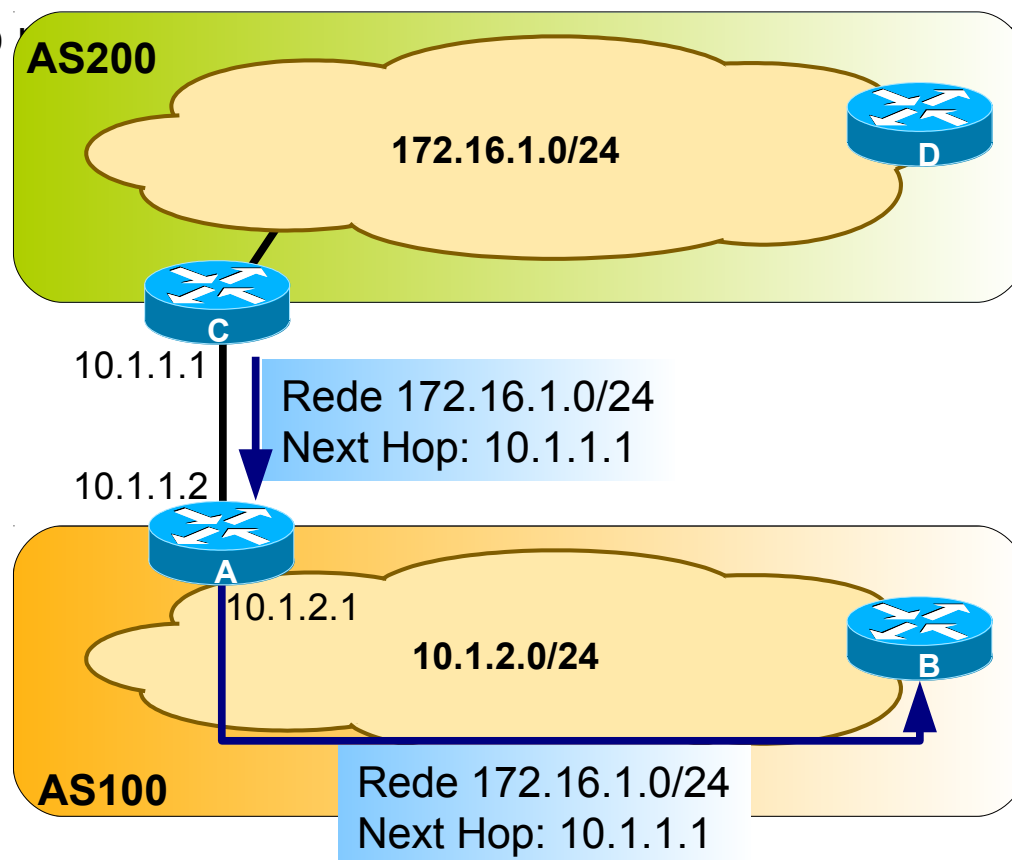 AS200
172.16.1.0/24
D
C
10.1.1.1
Rede 172.16.1.0/24
Next Hop: 10.1.1.1
10.1.1.2
A
10.1.2.1
10.1.2.0/24
B
AS100
Rede 172.16.1.0/24
Next Hop: 10.1.1.1